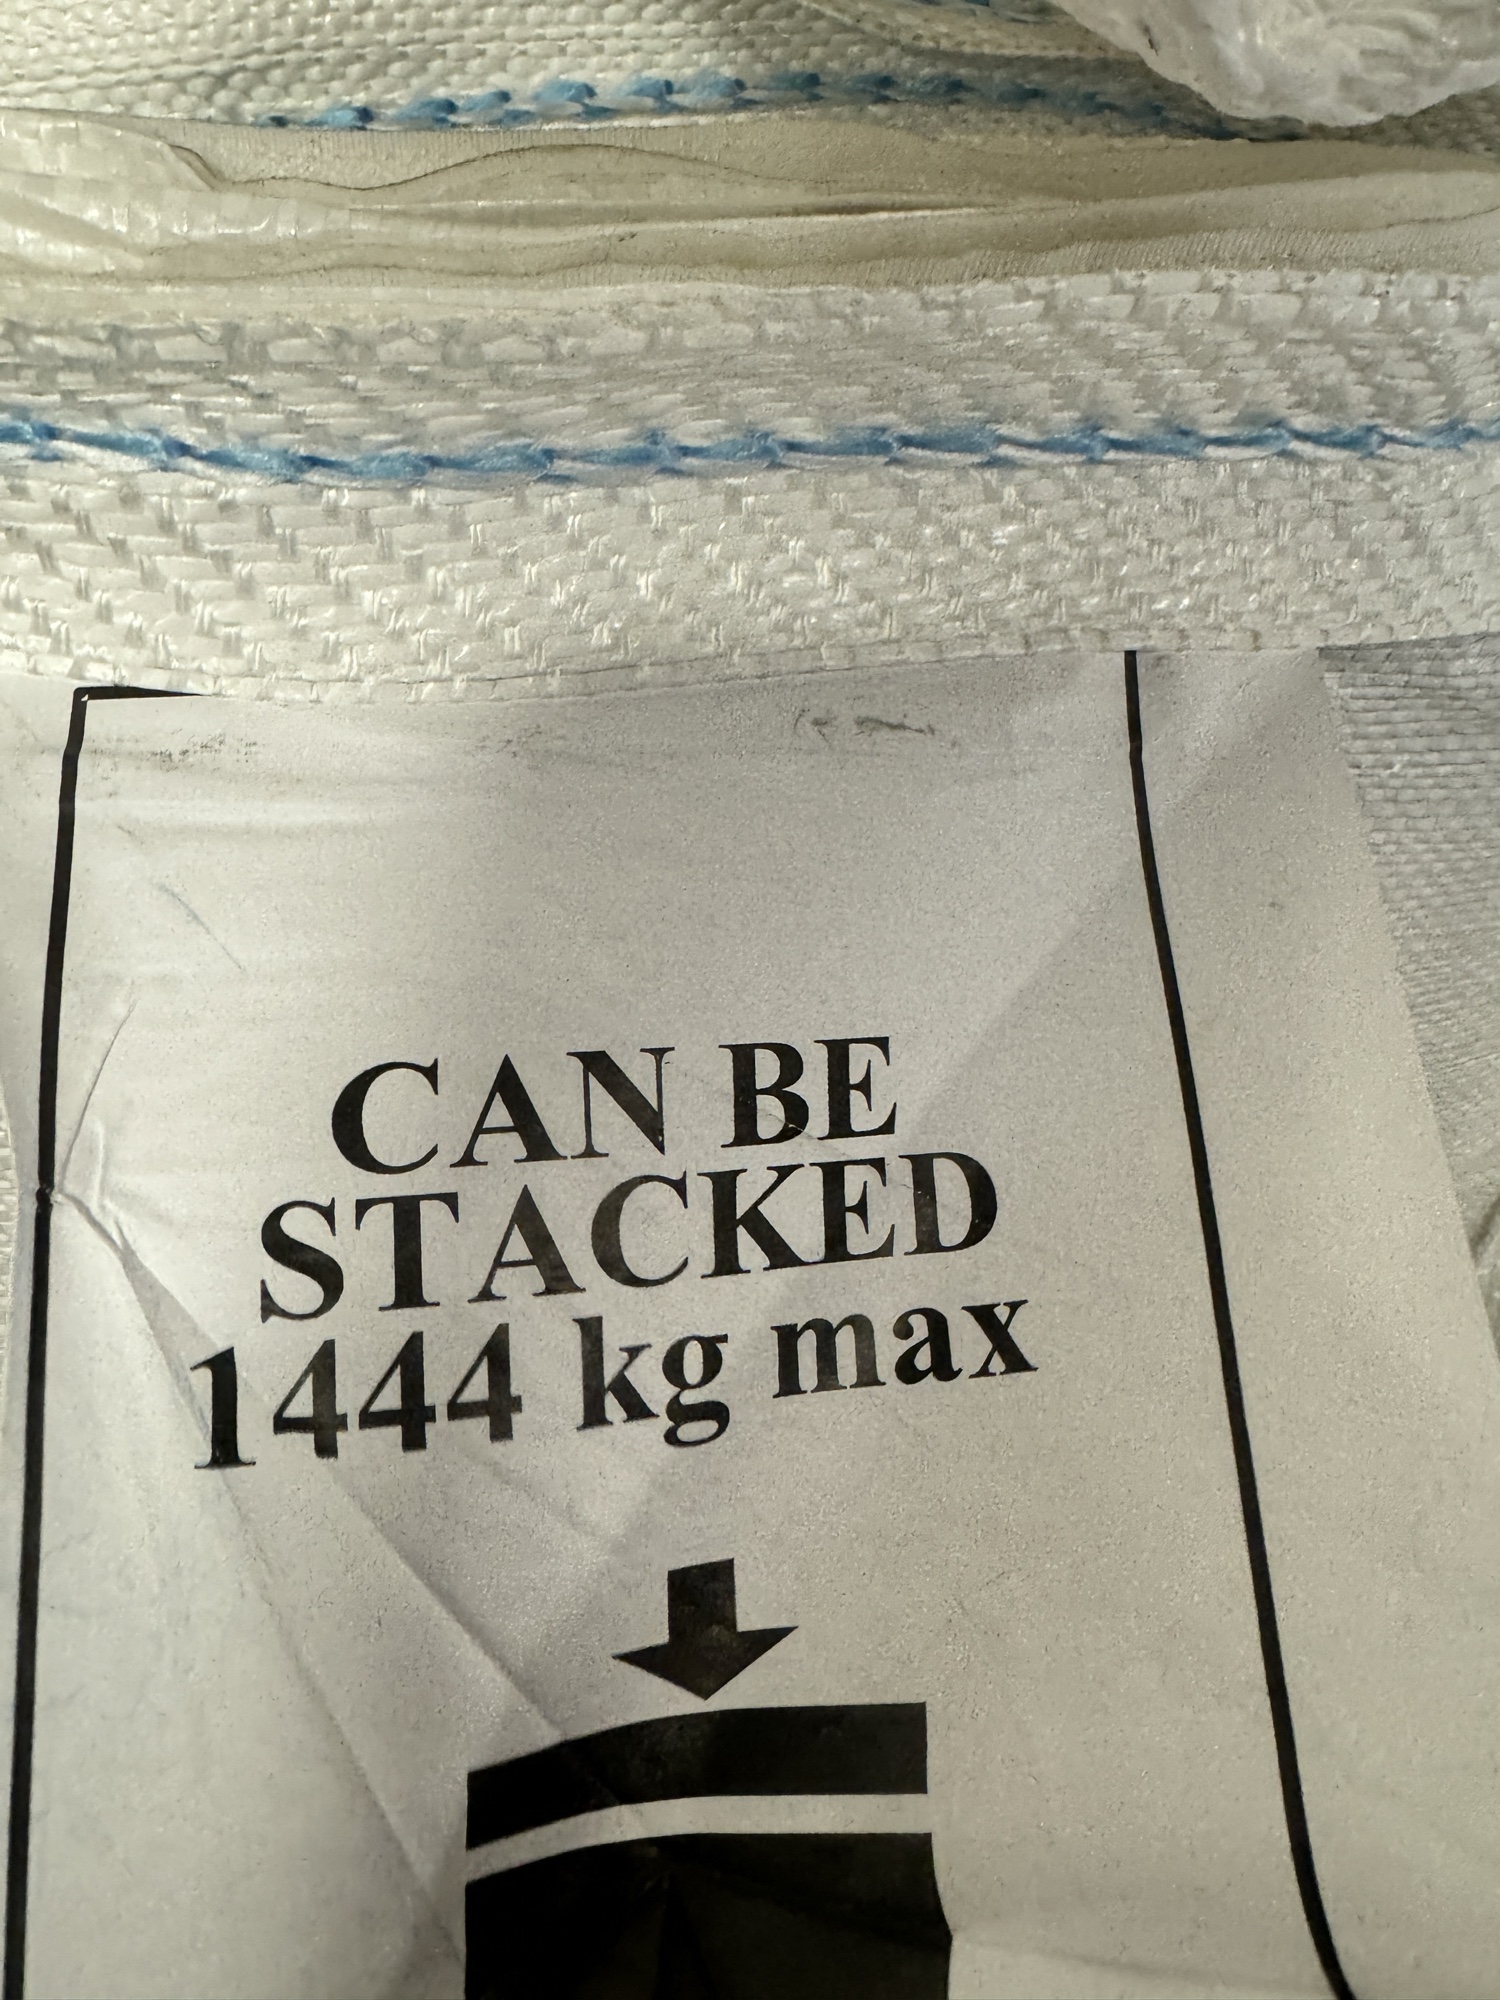 CAN BE
STACKED
1444 kg max